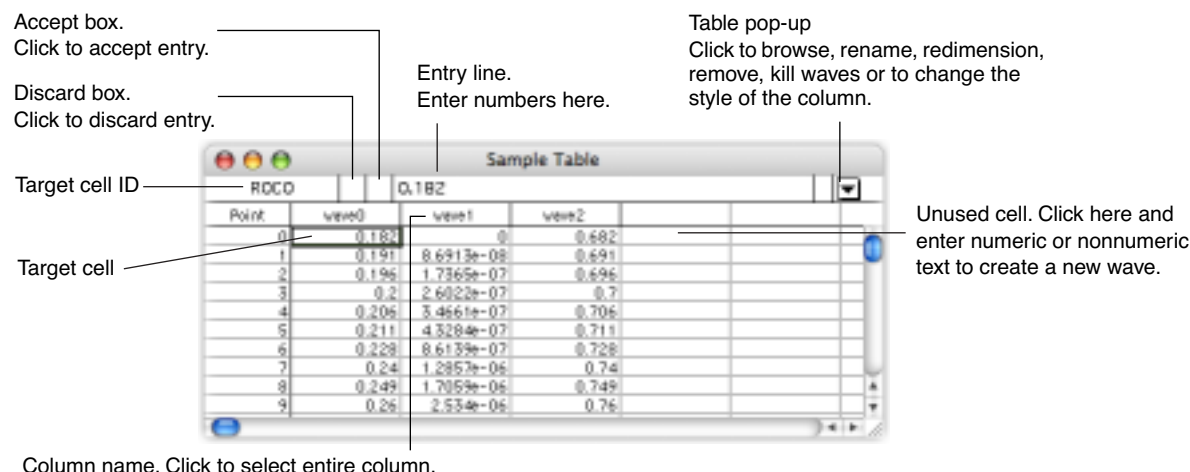 Accept box.
Click to accept entry.
Discard box.
Click to discard entry.
Entry line.
Enter numbers here.
Table pop-up
Click to browse, rename, redimension,
remove, kill waves or to change the
style of the column.
Sample Table
Target cell ID
R0C0 0.182
Point wave0 wave1 wave2
0 0.182 0 0.682
1 0.191 8.6913e-08 0.691
2 0.196 1.7365e-07 0.696
3 0.2 2.6022e-07 0.7
4 0.206 3.4661e-07 0.706
5 0.211 4.3284e-07 0.711
6 0.228 8.6139e-07 0.728
7 0.24 1.2857e-06 0.74
8 0.249 1.7059e-06 0.749
9 0.26 2.534e-06 0.76
Target cell
Unused cell. Click here and
enter numeric or nonnumeric
text to create a new wave.
Column name. Click to select entire column.